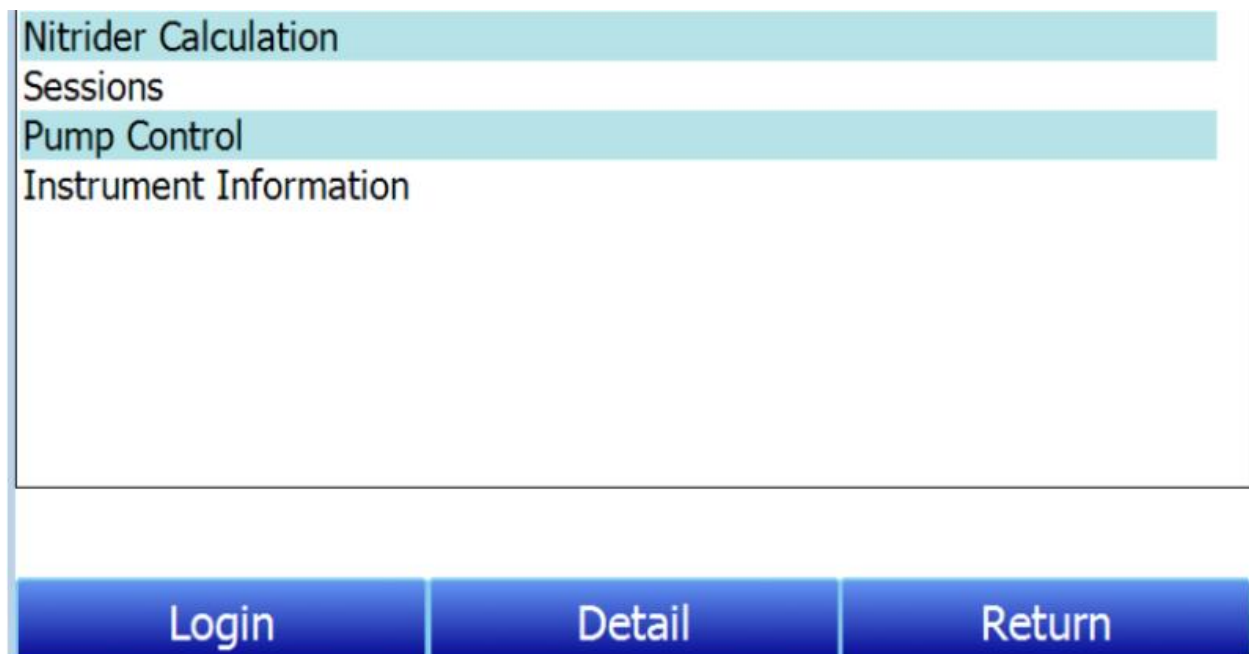 Nitrider Calculation
Sessions
Pump Control
Instrument Information
Login Detail Return